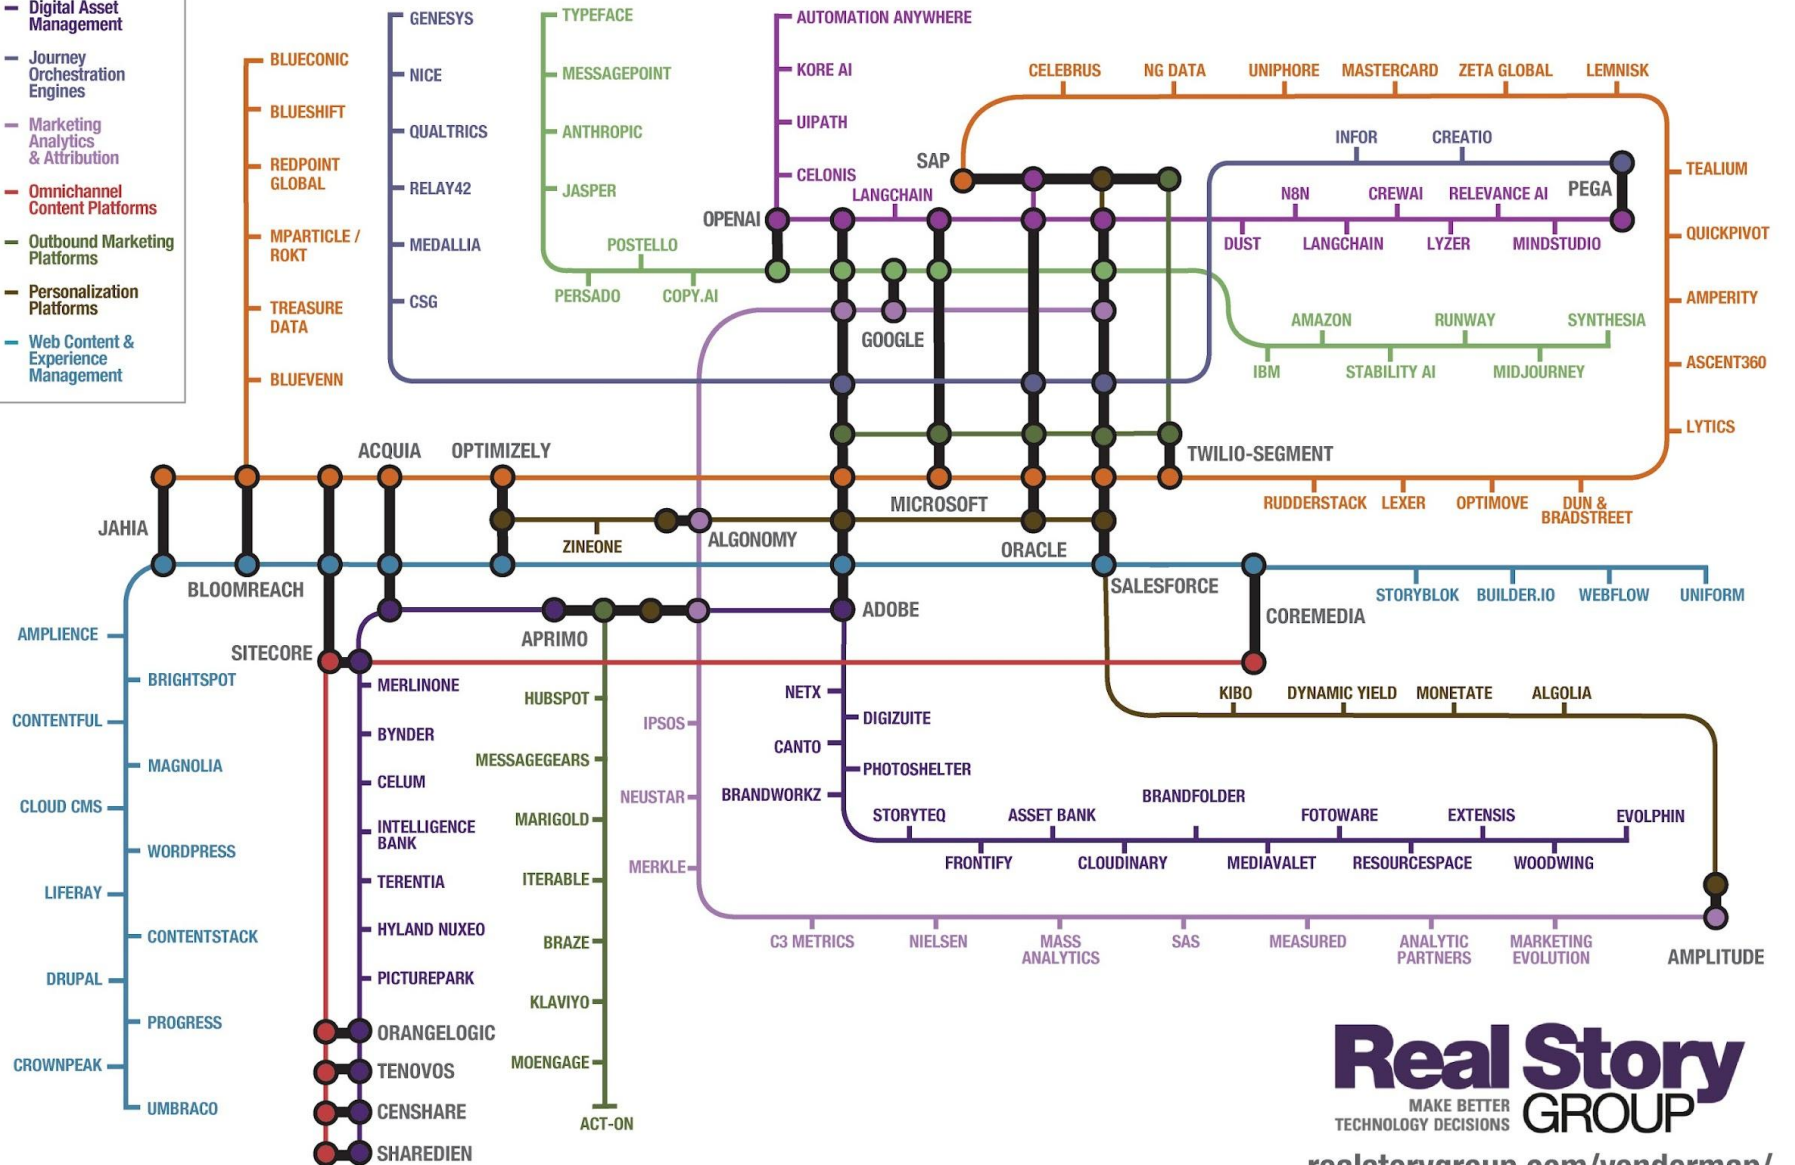 Digital Asset
Management
Journey
Orchestration
Engines
Marketing
Analytics
& Attribution
Omnichannel
Content Platforms
Outbound Marketing
Platforms
Personalization
Platforms
Web Content &
Experience
Management
BLUECONIC
BLUESHIFT
REDPOINT
GLOBAL
MPARTICLE /
ROKT
TREASURE
DATA
BLUEVENN
GENESYS
NICE
QUALTRICS
RELAY42
MEDALLIA
CSG
TYPEFACE
MESSAGEPOINT
ANTHROPIC
JASPER
POSTELLO
PERSADO
COPY.AI
AUTOMATION ANYWHERE
KORE AI
UIPATH
CELONIS
LANGCHAIN
OPENAI
GOOGLE
SAP
CELEBRUS
NG DATA
UNIPHORE
MASTERCARD
ZETA GLOBAL
LEMNISK
INFOR
CREATIO
PEGA
N8N
CREWAI
RELEVANCE AI
DUST
LANGCHAIN
LYZER
MINDSTUDIO
AMAZON
RUNWAY
SYNTHESIA
IBM
STABILITY AI
MIDJOURNEY
TEALIUM
QUICKPIVOT
AMPERITY
ASCENT360
LYTICS
ACQUIA
OPTIMIZELY
TWILIO-SEGMENT
MICROSOFT
RUDDERSTACK
LEXER
OPTIMOVE
DUN &
BRADSTREET
JAHIA
ZINEONE
ALGONOMY
ORACLE
BLOOMREACH
SALESFORCE
STORYBLOK
BUILDER.IO
WEBFLOW
UNIFORM
APRIMO
ADOBE
COREMEDIA
SITECORE
AMPLIENCE
BRIGHTSPOT
CONTENTFUL
MAGNOLIA
CLOUD CMS
WORDPRESS
LIFERAY
CONTENTSTACK
DRUPAL
PROGRESS
CROWNPEAK
UMBRACO
MERLINONE
BYNDER
CELUM
INTELLIGENCE
BANK
TERENTIA
HYLAND NUXEO
PICTUREPARK
ORANGELOGIC
TENOVOS
CENSHARE
SHAREDIEN
HUBSPOT
MESSAGEGEARS
MARIGOLD
ITERABLE
BRAZE
KLAVIYO
MOENGAGE
ACT-ON
IPSOS
NEUSTAR
MERKLE
NETX
DIGIZUITE
CANTO
PHOTOSHELTER
BRANDWORKZ
KIBO
DYNAMIC YIELD
MONETATE
ALGOLIA
STORYTEQ
ASSET BANK
BRANDFOLDER
FOTOWARE
EXTENSIS
EVOLPHIN
FRONTIFY
CLOUDINARY
MEDIAVALET
RESOURCESPACE
WOODWING
C3 METRICS
NIELSEN
MASS
ANALYTICS
SAS
MEASURED
ANALYTIC
PARTNERS
MARKETING
EVOLUTION
AMPLITUDE
Real Story
GROUP
MAKE BETTER
TECHNOLOGY DECISIONS
realstorygroup.com/vendormap/